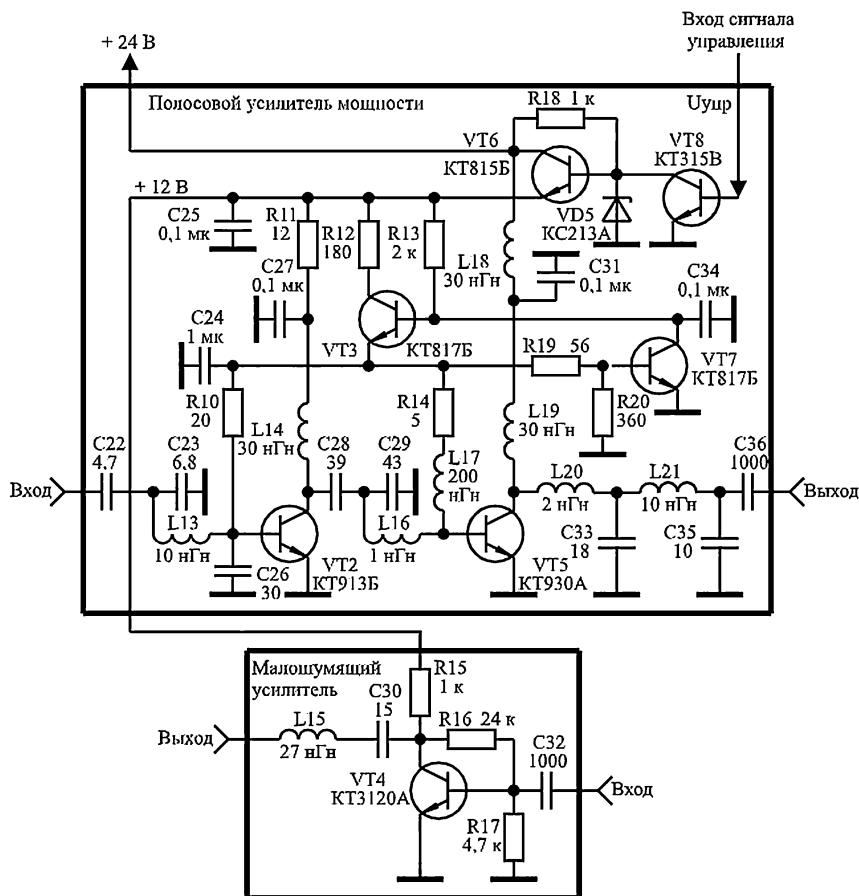 + 24 В
Вход сигнала
управления
Полосовой усилитель мощности
R18 1 к
Uупр
VT6
КТ815Б
VT8
КТ315В
+ 12 В
C25
0,1 мк
R11
12
R12
180
R13
2 к
VD5
КС213А
L18
30 нГн
C27
0,1 мк
C31
0,1 мк
C34
0,1 мк
C24
1 мк
VT3
КТ817Б
R19 56
VT7
КТ817Б
R10
20
L14
30 нГн
R14
5
L19
30 нГн
R20
360
C22
4,7
C23
6,8
C28
39
C29
43
L17
200
нГн
L20
2 нГн
L21
10 нГн
C36
1000
Вход
Выход
L13
10 нГн
L16
1 нГн
C33
18
C35
10
C26
30
VT2
КТ913Б
VT5
КТ930А
Малошумящий
усилитель
R15
1 к
C30
15
L15
27 нГн
R16 24 к
C32
1000
Выход
VT4
КТ3120А
Вход
R17
4,7 к